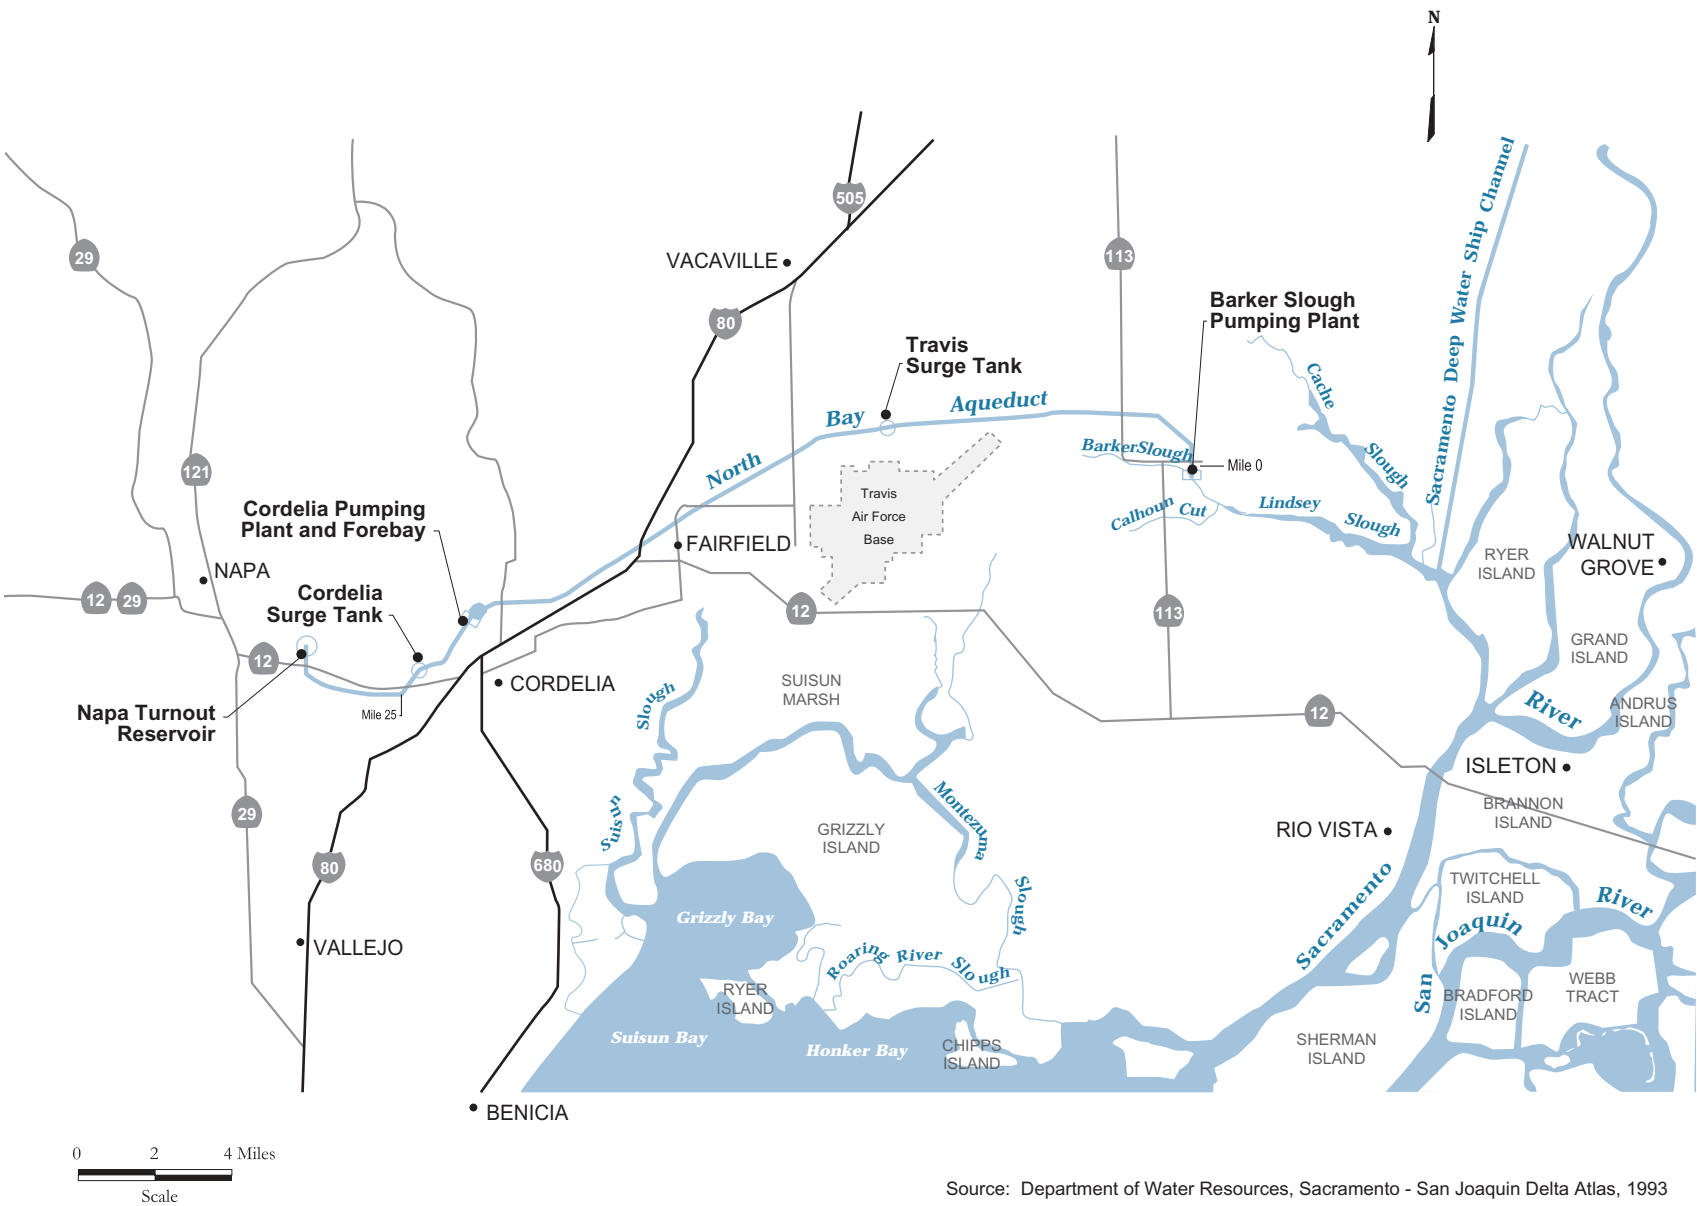 N
Sacramento Deep Water Ship Channel
505
29
VACAVILLE
113
80
Barker Slough
Pumping Plant
Travis
Surge Tank
North Bay Aqueduct
Cache Slough
BarkerSlough
Mile 0
121
Travis
Air Force
Base
Calhoun Cut
Lindsey Slough
Cordelia Pumping
Plant and Forebay
FAIRFIELD
WALNUT
GROVE
RYER
ISLAND
NAPA
12
29
Cordelia
Surge Tank
12
113
12
GRAND
ISLAND
SUISUN
MARSH
CORDELIA
Napa Turnout
Reservoir
Mile 25
Suisun Slough
12
River
ANDRUS
ISLAND
ISLETON
29
BRANNON
ISLAND
Montezuma Slough
GRIZZLY
ISLAND
RIO VISTA
80
680
TWITCHELL
ISLAND
Grizzly Bay
Sacramento
San Joaquin River
VALLEJO
Roaring River Slough
RYER
ISLAND
WEBB
TRACT
BRADFORD
ISLAND
Suisun Bay
Honker Bay
CHIPPS
ISLAND
SHERMAN
ISLAND
BENICIA
0 2 4 Miles
Scale
Source: Department of Water Resources, Sacramento - San Joaquin Delta Atlas, 1993